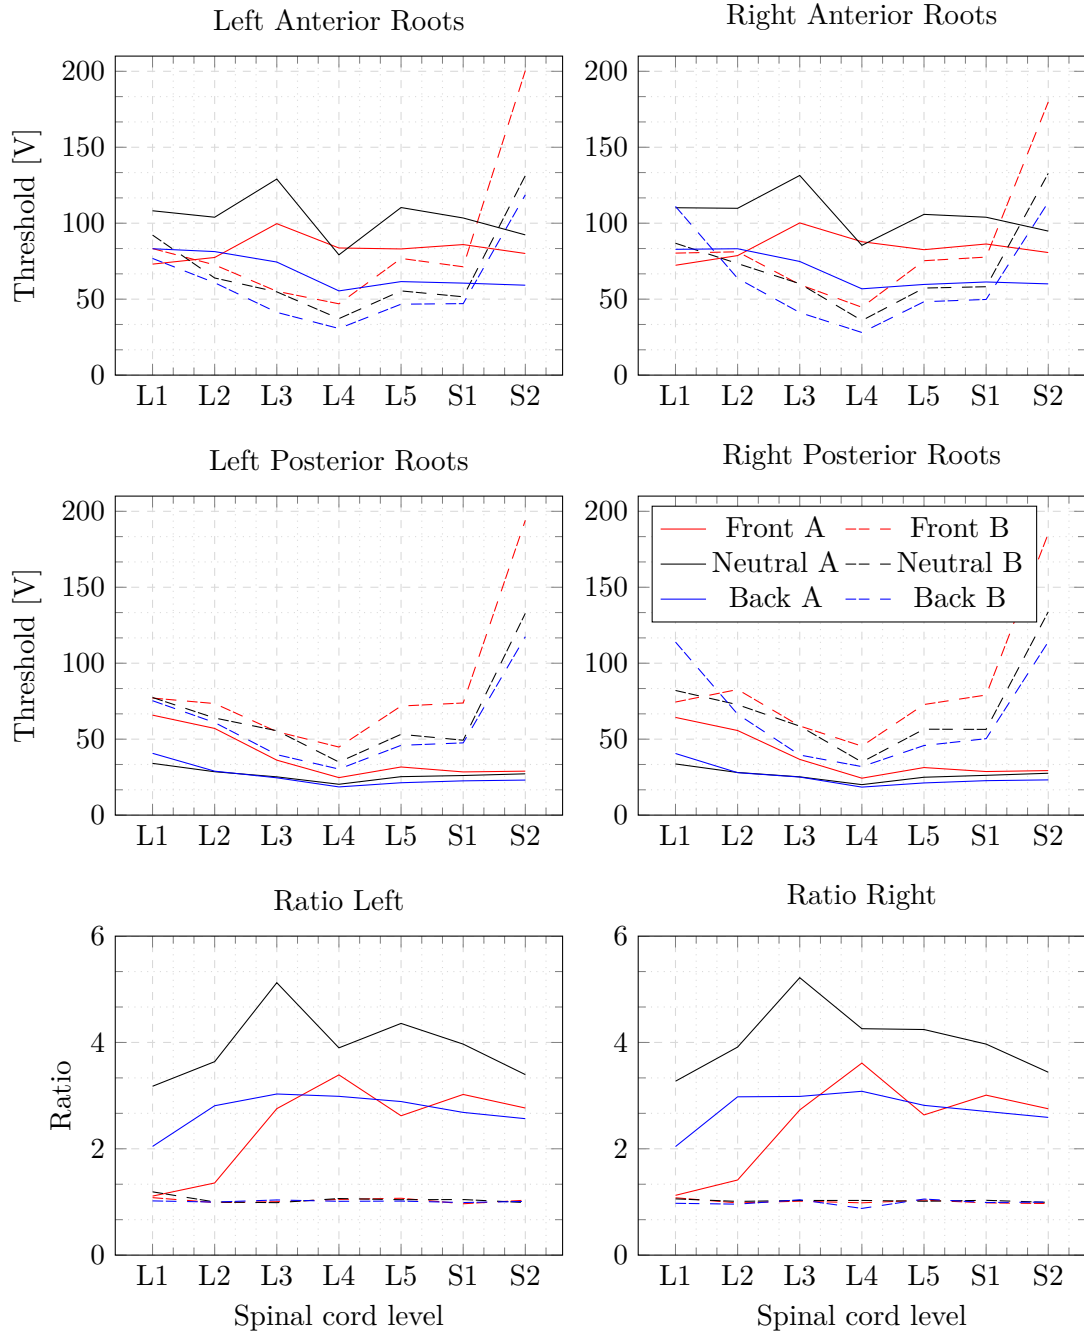 Left Anterior Roots
Right Anterior Roots
Threshold [V]
200
150
100
50
0
L1 L2 L3 L4 L5 S1 S2
200
150
100
50
0
L1 L2 L3 L4 L5 S1 S2
Left Posterior Roots
Right Posterior Roots
Threshold [V]
200
150
100
50
0
L1 L2 L3 L4 L5 S1 S2
200
150
100
50
0
Front A Front B
Neutral A Neutral B
Back A Back B
L1 L2 L3 L4 L5 S1 S2
Ratio Left
Ratio Right
Ratio
6
4
2
0
L1 L2 L3 L4 L5 S1 S2
Spinal cord level
6
4
2
0
L1 L2 L3 L4 L5 S1 S2
Spinal cord level